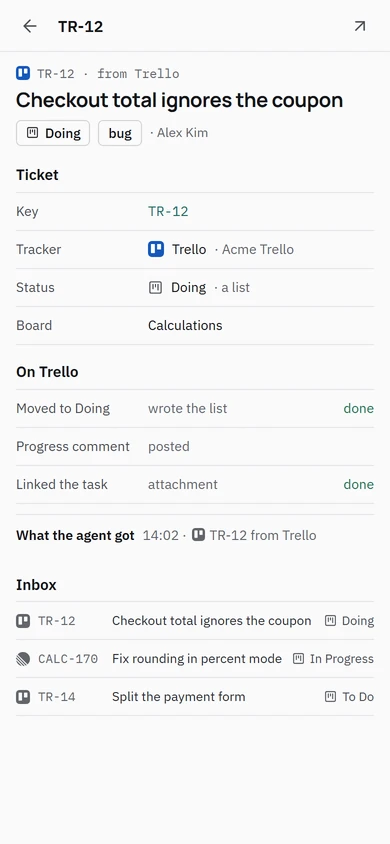 TR-12
TR-12 · from Trello
Checkout total ignores the coupon
Doing bug · Alex Kim
Ticket
Key TR-12
Tracker Trello · Acme Trello
Status Doing · a list
Board Calculations
On Trello
Moved to Doing wrote the list done
Progress comment posted
Linked the task attachment done
What the agent got 14:02 · TR-12 from Trello
Inbox
TR-12 Checkout total ignores the coupon Doing
CALC-170 Fix rounding in percent mode In Progress
TR-14 Split the payment form To Do